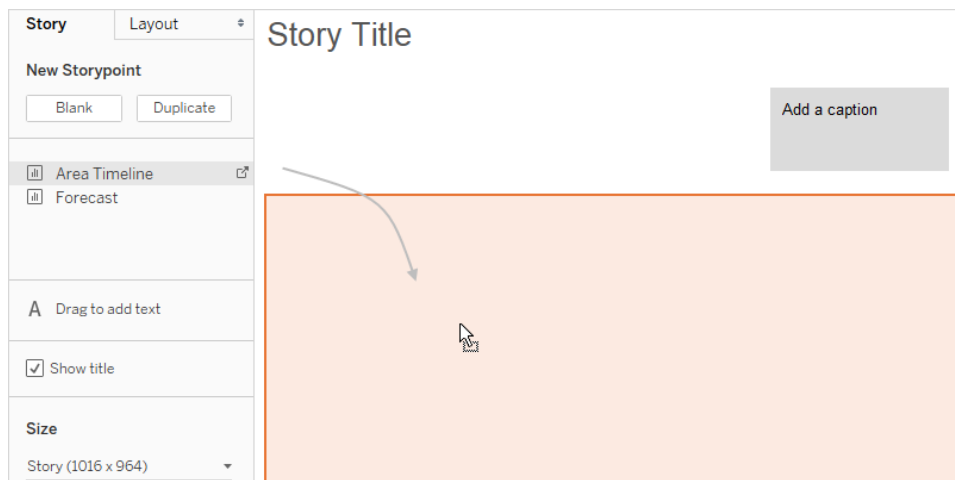 Story Layout
New Storypoint
Blank Duplicate
Area Timeline
Forecast
A Drag to add text
Show title
Size
Story (1016 x 964)
Story Title
Add a caption